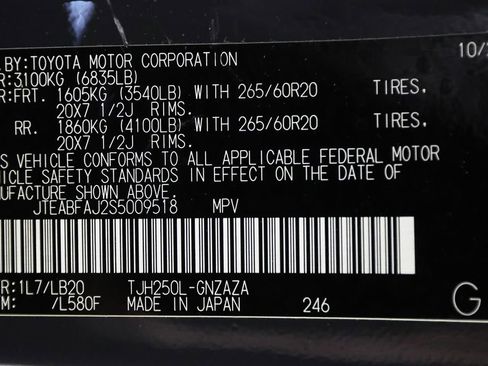 .BY:TOYOTA MOTOR CORPORATION 10/2
R:3100KG (6835LB)
R:FRT. 1605KG (3540LB) WITH 265/60R20 TIRES,
20X7 1/2J RIMS.
RR. 1860KG (4100LB) WITH 265/60R20 TIRES,
20X7 1/2J RIMS.
S VEHICLE CONFORMS TO ALL APPLICABLE FEDERAL MOTOR
HICLE SAFETY STANDARDS IN EFFECT ON THE DATE OF
UFACTURE SHOWN ABOVE.
JTEABFAJ2S5009518 MPV
R:1L7/LB20 TJH250L-GNZAZA
M: /L580F MADE IN JAPAN 246 G